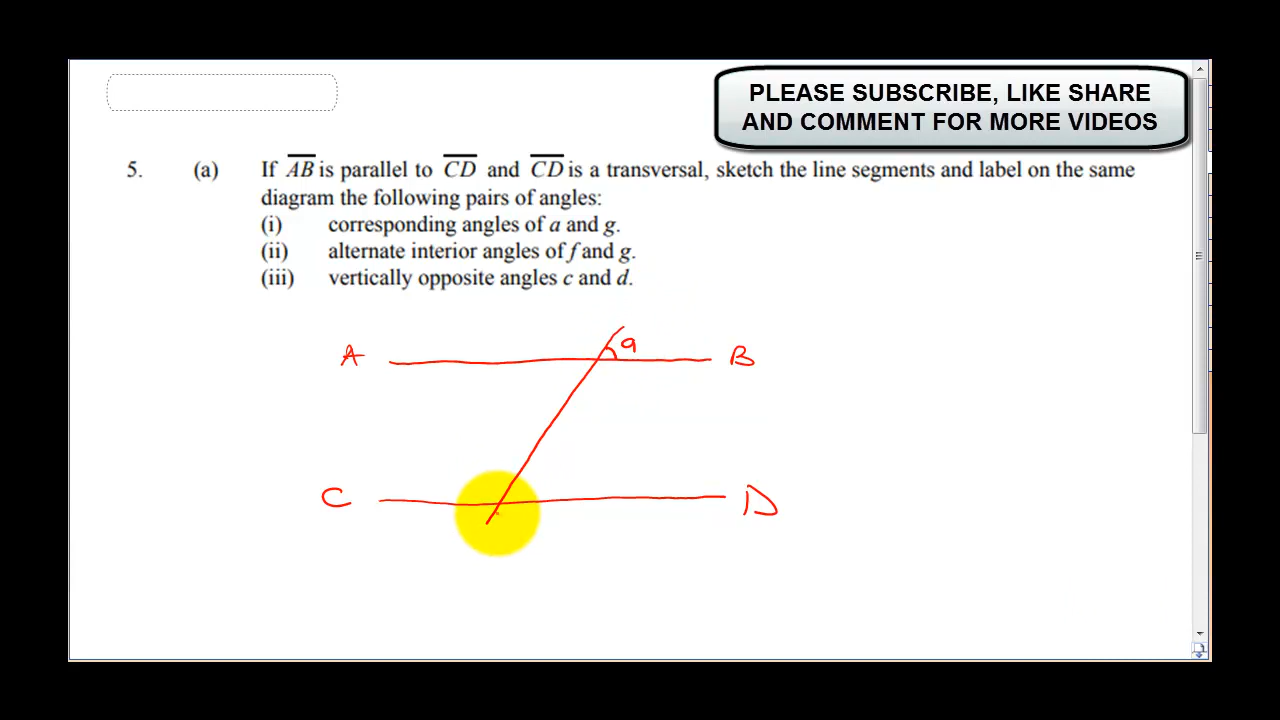 PLEASE SUBSCRIBE, LIKE SHARE
AND COMMENT FOR MORE VIDEOS
5. (a) If AB is parallel to CD and CD is a transversal, sketch the line segments and label on the same
diagram the following pairs of angles:
(i) corresponding angles of a and g.
(ii) alternate interior angles of f and g.
(iii) vertically opposite angles c and d.
a
A B
C D